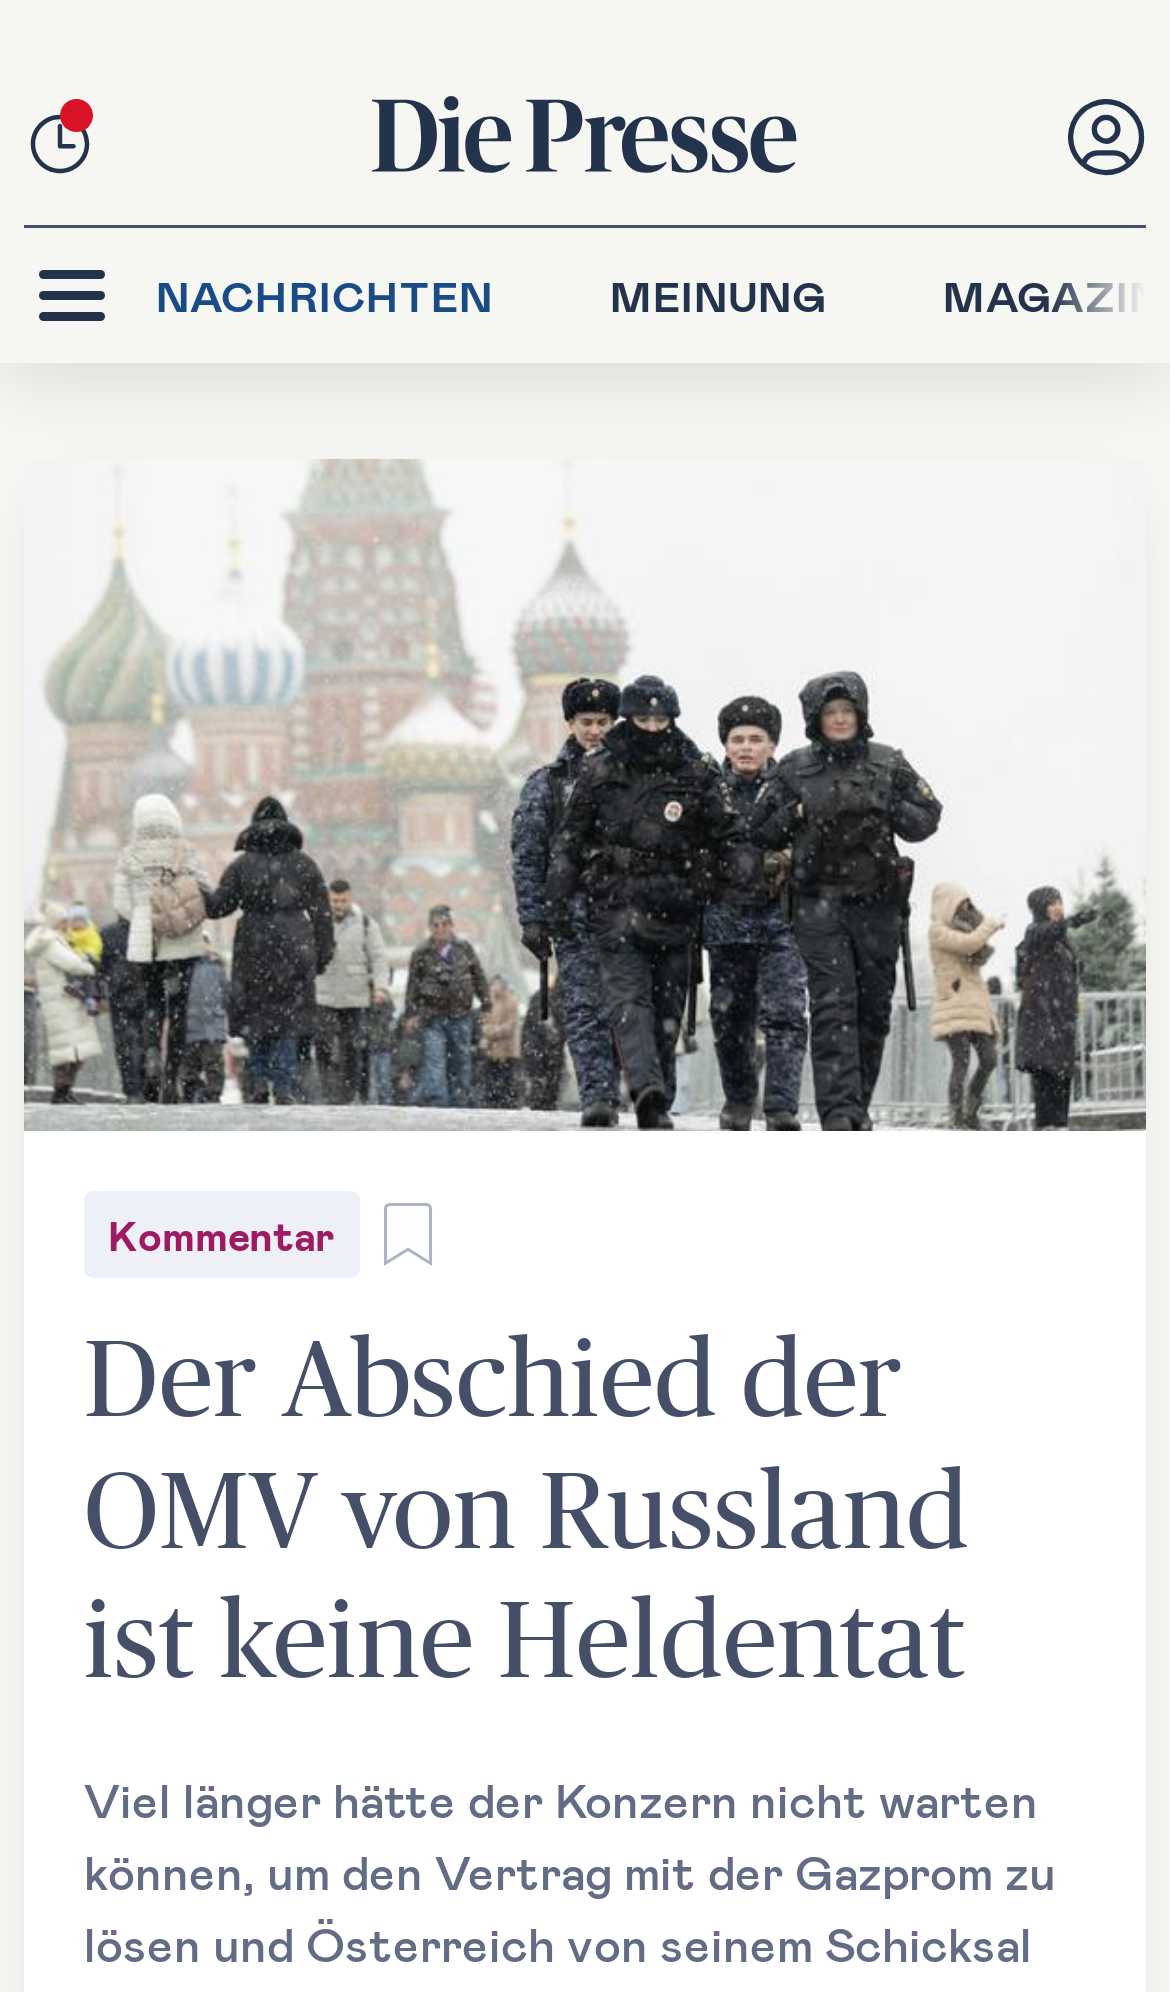 Die Presse
NACHRICHTEN MEINUNG MAGAZIN
Kommentar
Der Abschied der
OMV von Russland
ist keine Heldentat
Viel länger hätte der Konzern nicht warten
können, um den Vertrag mit der Gazprom zu
lösen und Österreich von seinem Schicksal